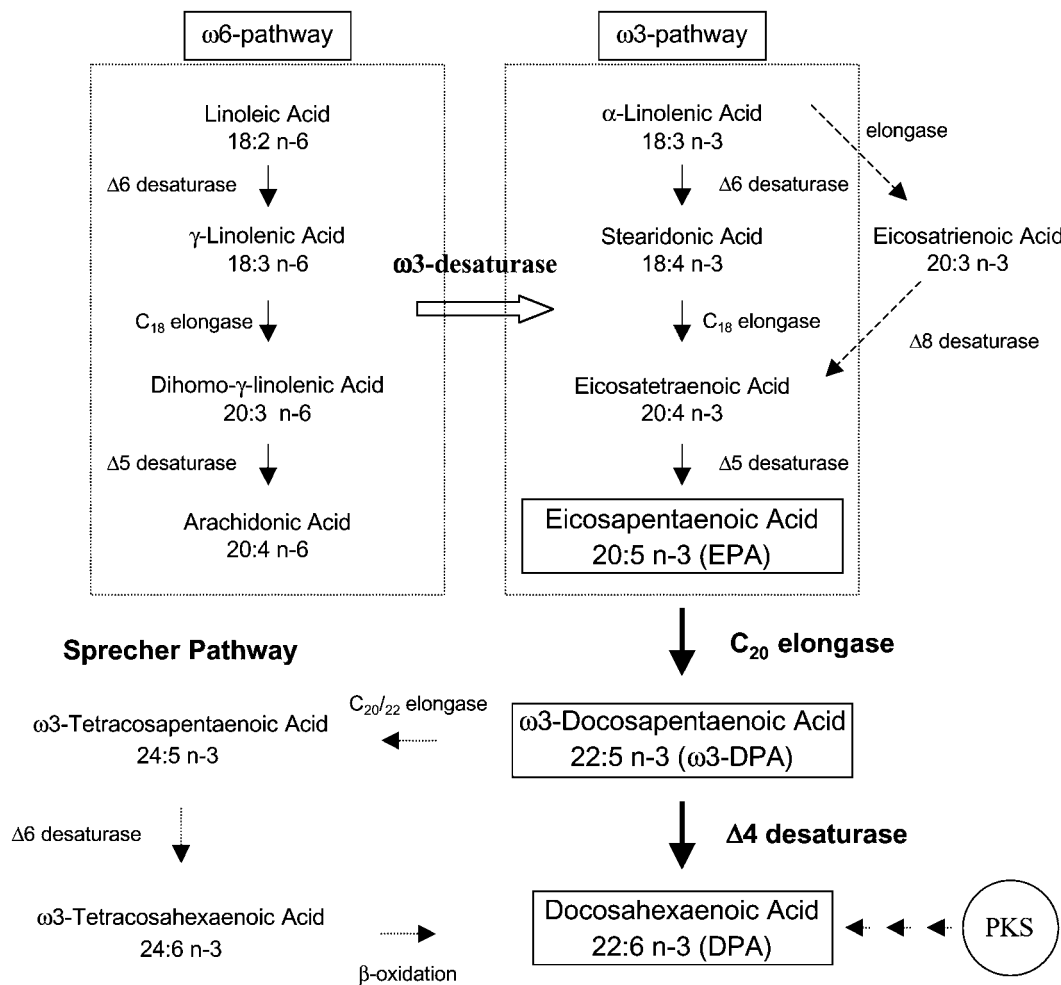 ω6-pathway
Linoleic Acid
18:2 n-6
Δ6 desaturase
γ-Linolenic Acid
18:3 n-6
C₁₈ elongase
Dihomo-γ-linolenic Acid
20:3 n-6
Δ5 desaturase
Arachidonic Acid
20:4 n-6
ω3-desaturase
ω3-pathway
α-Linolenic Acid
18:3 n-3
Δ6 desaturase
Stearidonic Acid
18:4 n-3
C₁₈ elongase
Eicosatetraenoic Acid
20:4 n-3
Δ5 desaturase
Eicosapentaenoic Acid
20:5 n-3 (EPA)
elongase
Eicosatrienoic Acid
20:3 n-3
Δ8 desaturase
C₂₀ elongase
ω3-Docosapentaenoic Acid
22:5 n-3 (ω3-DPA)
Δ4 desaturase
Docosahexaenoic Acid
22:6 n-3 (DPA)
PKS
Sprecher Pathway
C₂₀/₂₂ elongase
ω3-Tetracosapentaenoic Acid
24:5 n-3
Δ6 desaturase
ω3-Tetracosahexaenoic Acid
24:6 n-3
β-oxidation